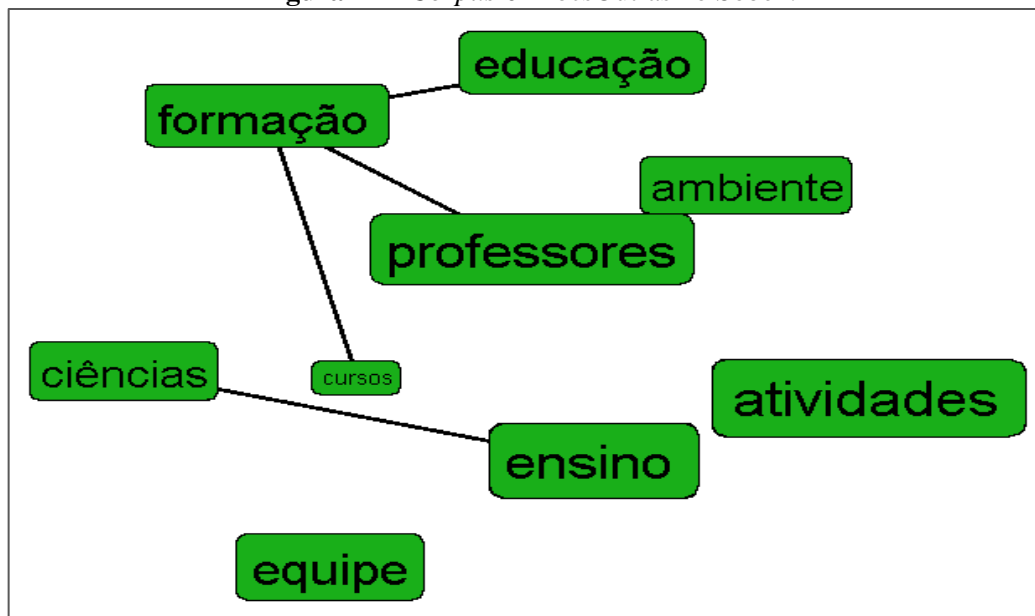 educação
formação
ambiente
professores
ciências
cursos
atividades
ensino
equipe